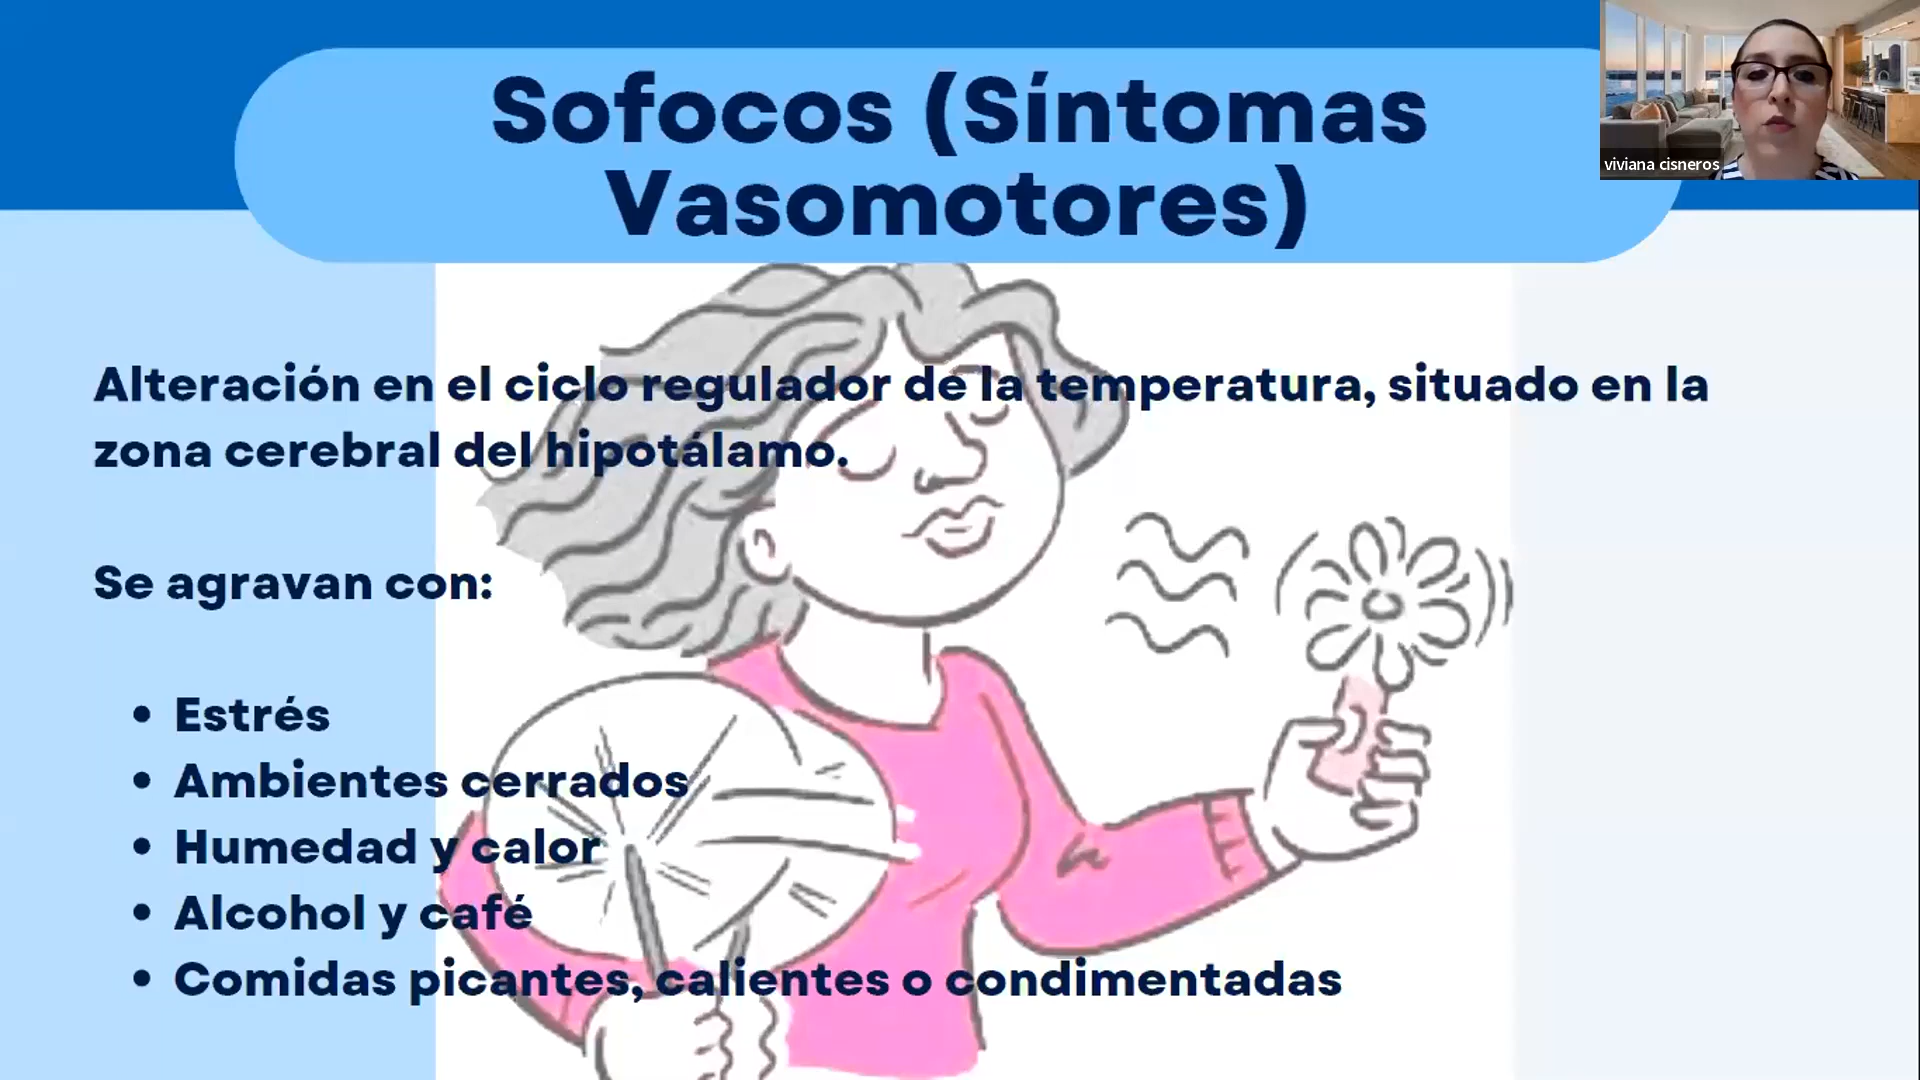 Sofocos (Síntomas
Vasomotores)
viviana cisneros
Alteración en el ciclo regulador de la temperatura, situado en la
zona cerebral del hipotálamo.
Se agravan con:
• Estrés
• Ambientes cerrados
• Humedad y calor
• Alcohol y café
• Comidas picantes, calientes o condimentadas